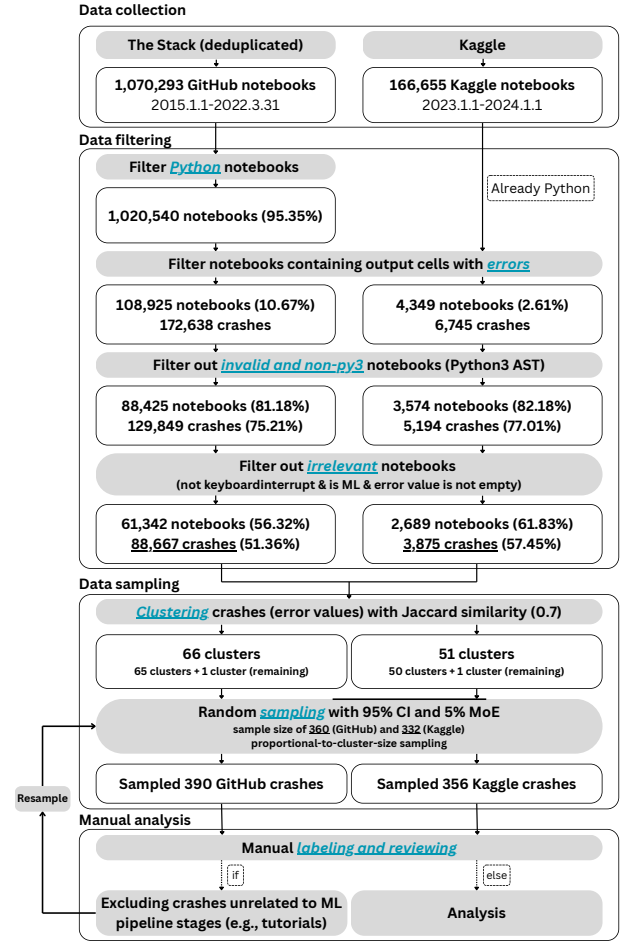 Data collection
The Stack (deduplicated)
Kaggle
1,070,293 GitHub notebooks
2015.1.1-2022.3.31
166,655 Kaggle notebooks
2023.1.1-2024.1.1
Data filtering
Filter Python notebooks
Already Python
1,020,540 notebooks (95.35%)
Filter notebooks containing output cells with errors
108,925 notebooks (10.67%)
172,638 crashes
4,349 notebooks (2.61%)
6,745 crashes
Filter out invalid and non-py3 notebooks (Python3 AST)
88,425 notebooks (81.18%)
129,849 crashes (75.21%)
3,574 notebooks (82.18%)
5,194 crashes (77.01%)
Filter out irrelevant notebooks
(not keyboardinterrupt & is ML & error value is not empty)
61,342 notebooks (56.32%)
88,667 crashes (51.36%)
2,689 notebooks (61.83%)
3,875 crashes (57.45%)
Data sampling
Clustering crashes (error values) with Jaccard similarity (0.7)
66 clusters
65 clusters + 1 cluster (remaining)
51 clusters
50 clusters + 1 cluster (remaining)
Random sampling with 95% CI and 5% MoE
sample size of 360 (GitHub) and 332 (Kaggle)
proportional-to-cluster-size sampling
Sampled 390 GitHub crashes
Sampled 356 Kaggle crashes
Resample
Manual analysis
Manual labeling and reviewing
if
else
Excluding crashes unrelated to ML
pipeline stages (e.g., tutorials)
Analysis